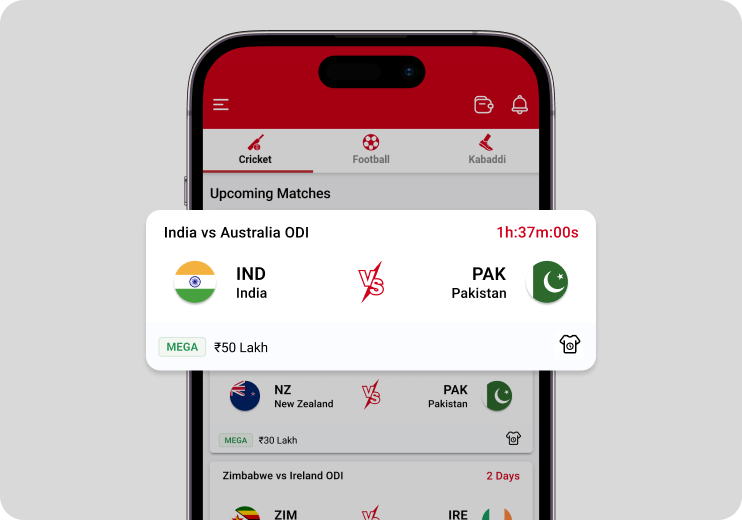 Cricket
Football
Kabaddi
Upcoming Matches
India vs Australia ODI
1h:37m:00s
IND
India
VS
PAK
Pakistan
MEGA
₹50 Lakh
NZ
New Zealand
VS
PAK
Pakistan
MEGA
₹30 Lakh
Zimbabwe vs Ireland ODI
2 Days
ZIM
VS
IRE